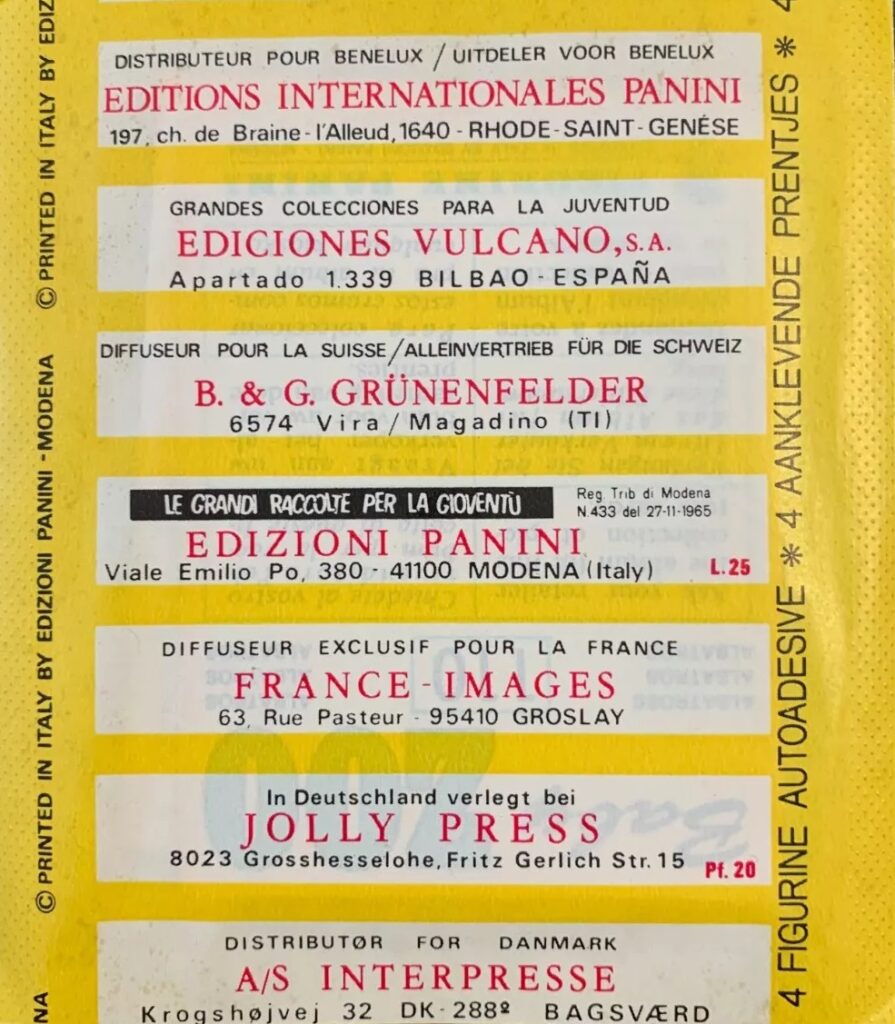 DISTRIBUTEUR POUR BENELUX / UITDELER VOOR BENELUX
EDITIONS INTERNATIONALES PANINI
197, ch. de Braine-l'Alleud, 1640 - RHODE-SAINT-GENÉSE
GRANDES COLECCIONES PARA LA JUVENTUD
EDICIONES VULCANO, S.A.
Apartado 1.339 BILBAO-ESPAÑA
DIFFUSEUR POUR LA SUISSE/ALLEINVERTRIEB FÜR DIE SCHWEIZ
B. & G. GRÜNENFELDER
6574 Vira/Magadino (TI)
LE GRANDI RACCOLTE PER LA GIOVENTÙ
Reg. Trib di Modena
N.433 del 27-11-1965
EDIZIONI PANINI
Viale Emilio Po, 380 - 41100 MODENA (Italy)
L.25
DIFFUSEUR EXCLUSIF POUR LA FRANCE
FRANCE-IMAGES
63, Rue Pasteur - 95410 GROSLAY
In Deutschland verlegt bei
JOLLY PRESS
8023 Grosshesselohe, Fritz Gerlich Str. 15
Pf. 20
DISTRIBUTØR FOR DANMARK
A/S INTERPRESSE
Krogshøjvej 32 DK-288º BAGSVÆRD
© PRINTED IN ITALY BY EDIZ
© PRINTED IN ITALY BY EDIZIONI PANINI - MODENA
NA
4 FIGURINE AUTOADESIVE * 4 AANKLEVENDE PRENTJES * 4